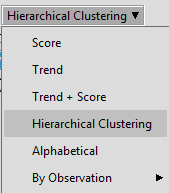 Hierarchical Clustering
Score
Trend
Trend + Score
Hierarchical Clustering
Alphabetical
By Observation